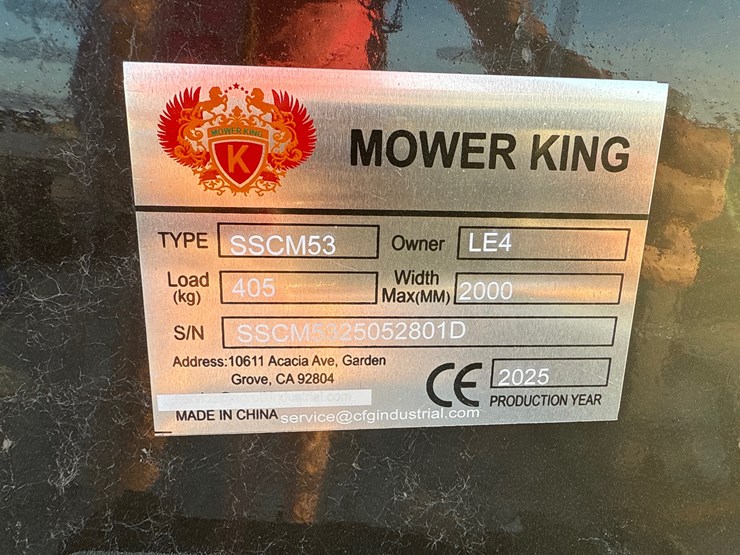 MOWER KING
K
MOWER KING
TYPE SSCM53 Owner LE4
Load (kg) 405 Width Max(MM) 2000
S/N SSCM5325052801D
Address:10611 Acacia Ave, Garden
Grove, CA 92804
CE 2025
PRODUCTION YEAR
MADE IN CHINA service@cfgindustrial.com